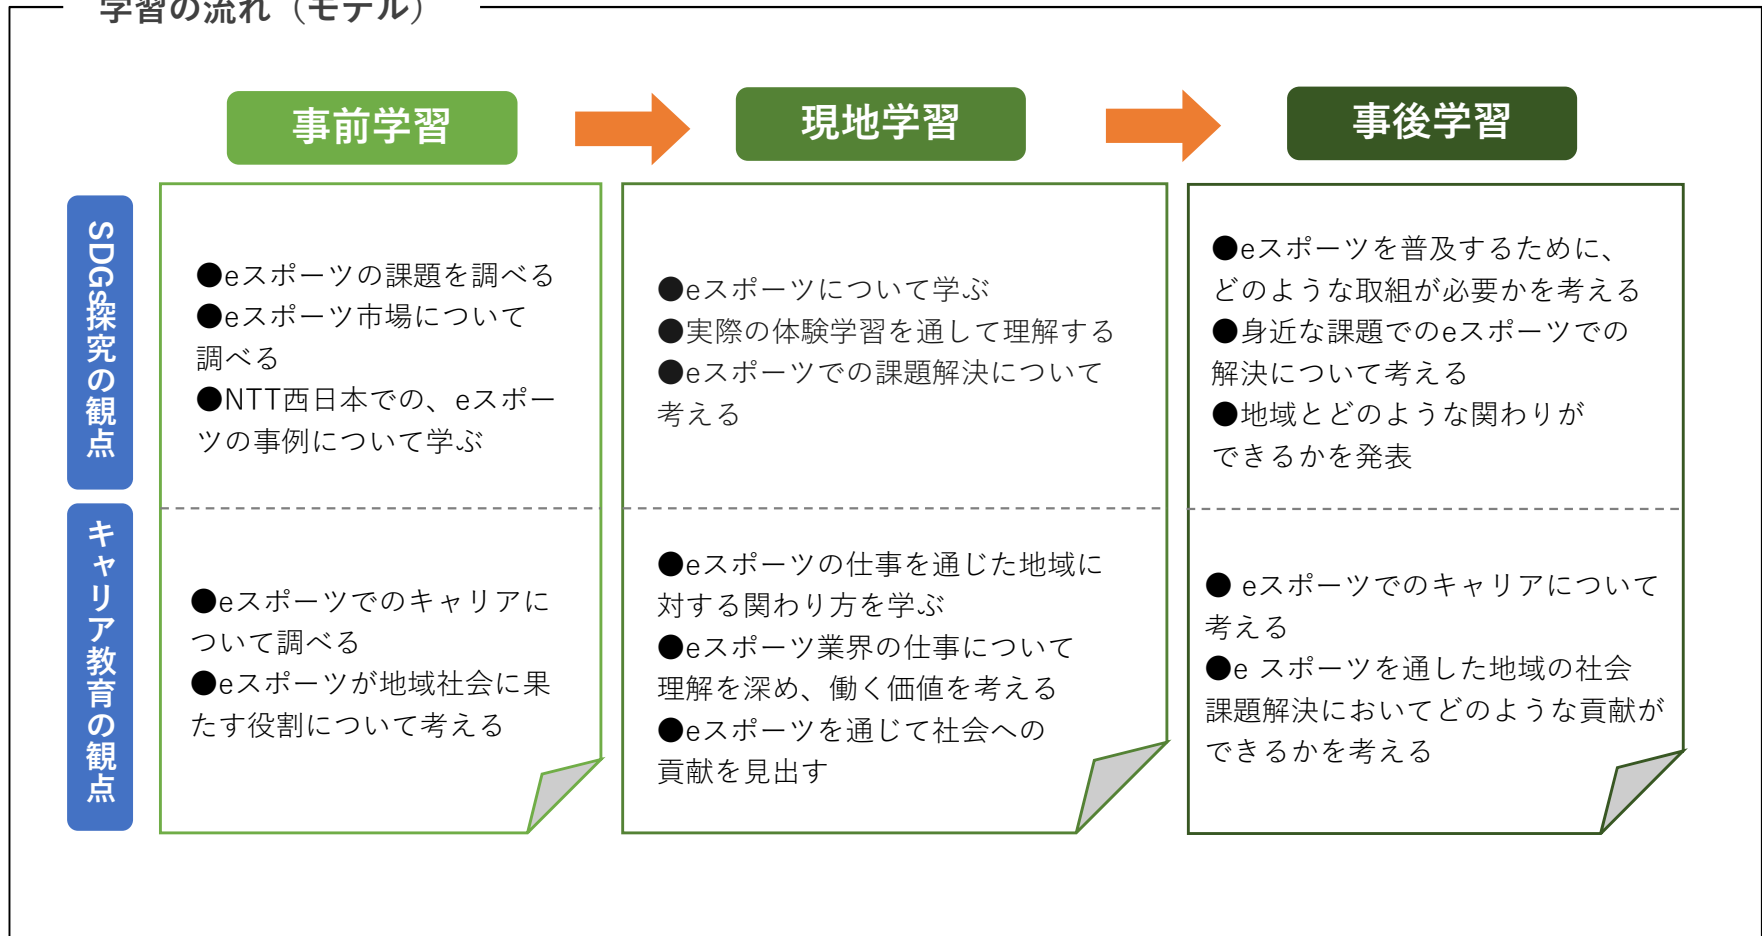 学習の流れ（モデル）
事前学習
現地学習
事後学習
SDGs探究の観点
●eスポーツの課題を調べる
●eスポーツ市場について
調べる
●NTT西日本での、eスポー
ツの事例について学ぶ
●eスポーツについて学ぶ
●実際の体験学習を通して理解する
●eスポーツでの課題解決について
考える
●eスポーツを普及するために、
どのような取組が必要かを考える
●身近な課題でのeスポーツでの
解決について考える
●地域とどのような関わりが
できるかを発表
キャリア教育の観点
●eスポーツでのキャリアに
ついて調べる
●eスポーツが地域社会に果
たす役割について考える
●eスポーツの仕事を通じた地域に
対する関わり方を学ぶ
●eスポーツ業界の仕事について
理解を深め、働く価値を考える
●eスポーツを通じて社会への
貢献を見出す
● eスポーツでのキャリアについて
考える
●e スポーツを通した地域の社会
課題解決においてどのような貢献が
できるかを考える